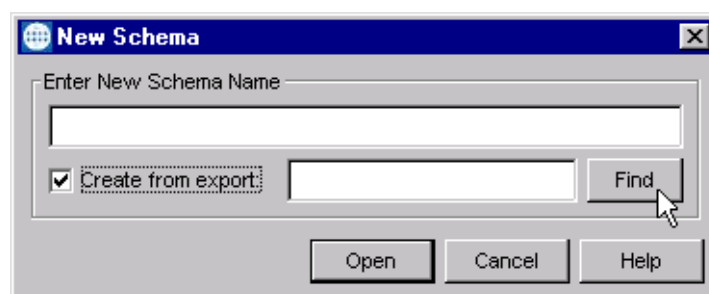 New Schema
Enter New Schema Name
Create from export:
Find
Open Cancel Help